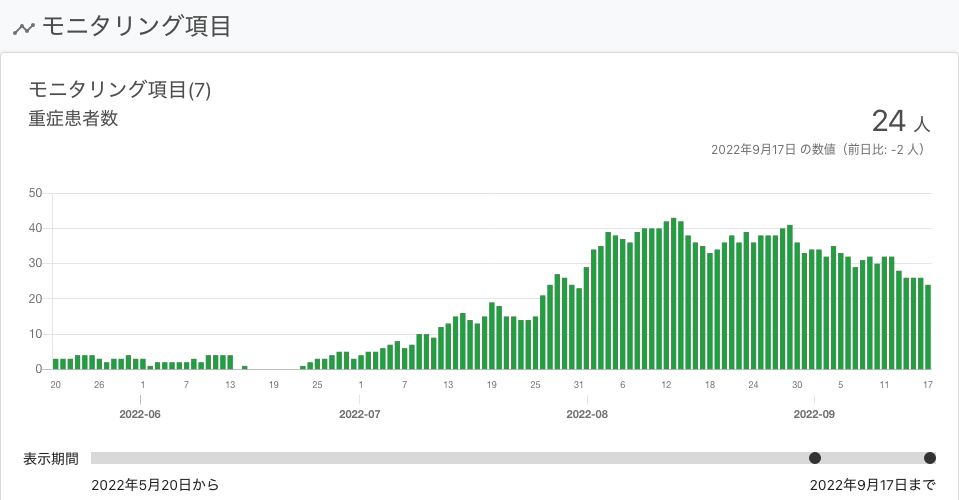 モニタリング項目
モニタリング項目(7)
重症患者数
24 人
2022年9月17日 の数値（前日比: -2 人）
50
40
30
20
10
0
20 26 1 7 13 19 25 1 7 13 19 25 31 6 12 18 24 30 5 11 17
2022-06 2022-07 2022-08 2022-09
表示期間
2022年5月20日から 2022年9月17日まで